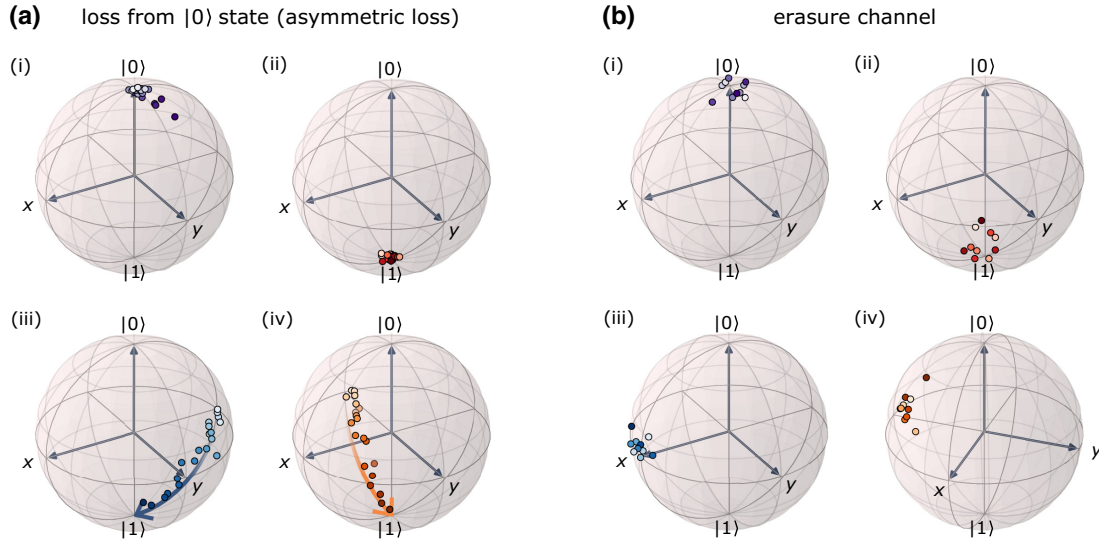 (a) loss from |0⟩ state (asymmetric loss)
(i) |0⟩ x y |1⟩
(ii) |0⟩ x y |1⟩
(iii) |0⟩ x y |1⟩
(iv) |0⟩ x y |1⟩
(b) erasure channel
(i) |0⟩ x y |1⟩
(ii) |0⟩ x y |1⟩
(iii) |0⟩ x y |1⟩
(iv) |0⟩ x y |1⟩